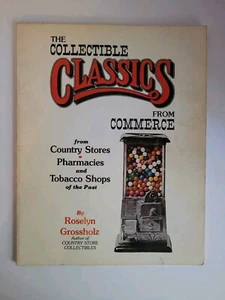 THE
COLLECTIBLE
CLASSICS
FROM
COMMERCE
from
Country Stores
Pharmacies
and
Tobacco Shops
of the Past
By
Roselyn
Grossholz
Author of
COUNTRY STORE
COLLECTIBLES